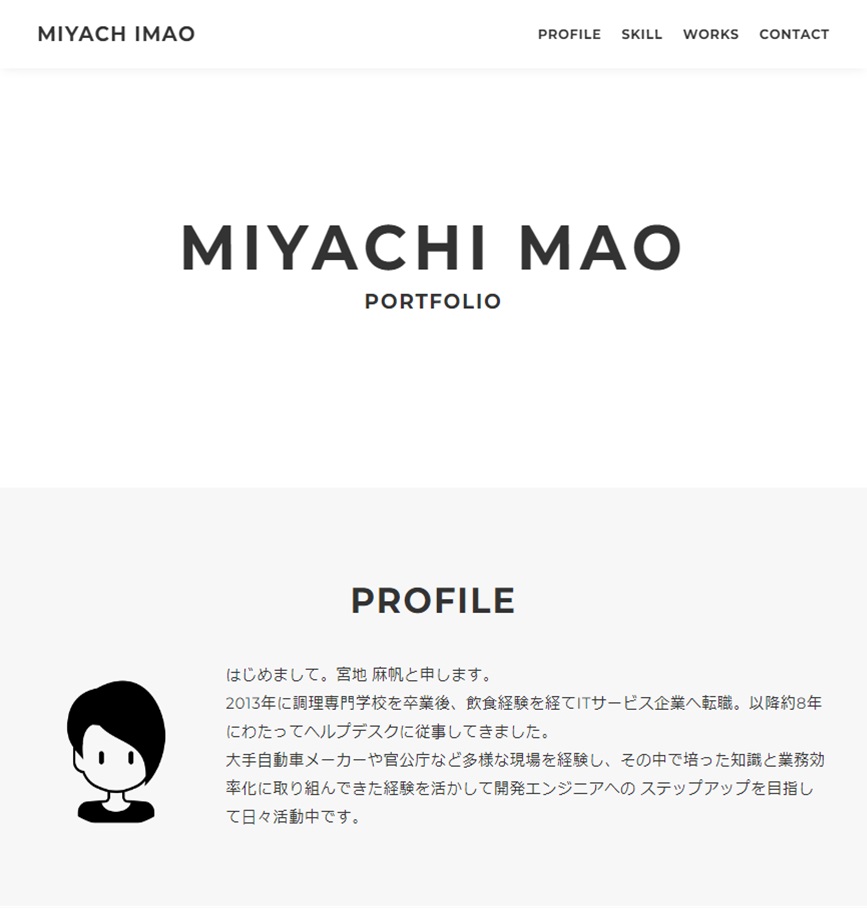 MIYACH IMAO
PROFILE SKILL WORKS CONTACT
MIYACHI MAO
PORTFOLIO
PROFILE
はじめまして。宮地 麻帆と申します。
2013年に調理専門学校を卒業後、飲食経験を経てITサービス企業へ転職。以降約8年
にわたってヘルプデスクに従事してきました。
大手自動車メーカーや官公庁など多様な現場を経験し、その中で培った知識と業務効
率化に取り組んできた経験を活かして開発エンジニアへの ステップアップを目指し
て日々活動中です。